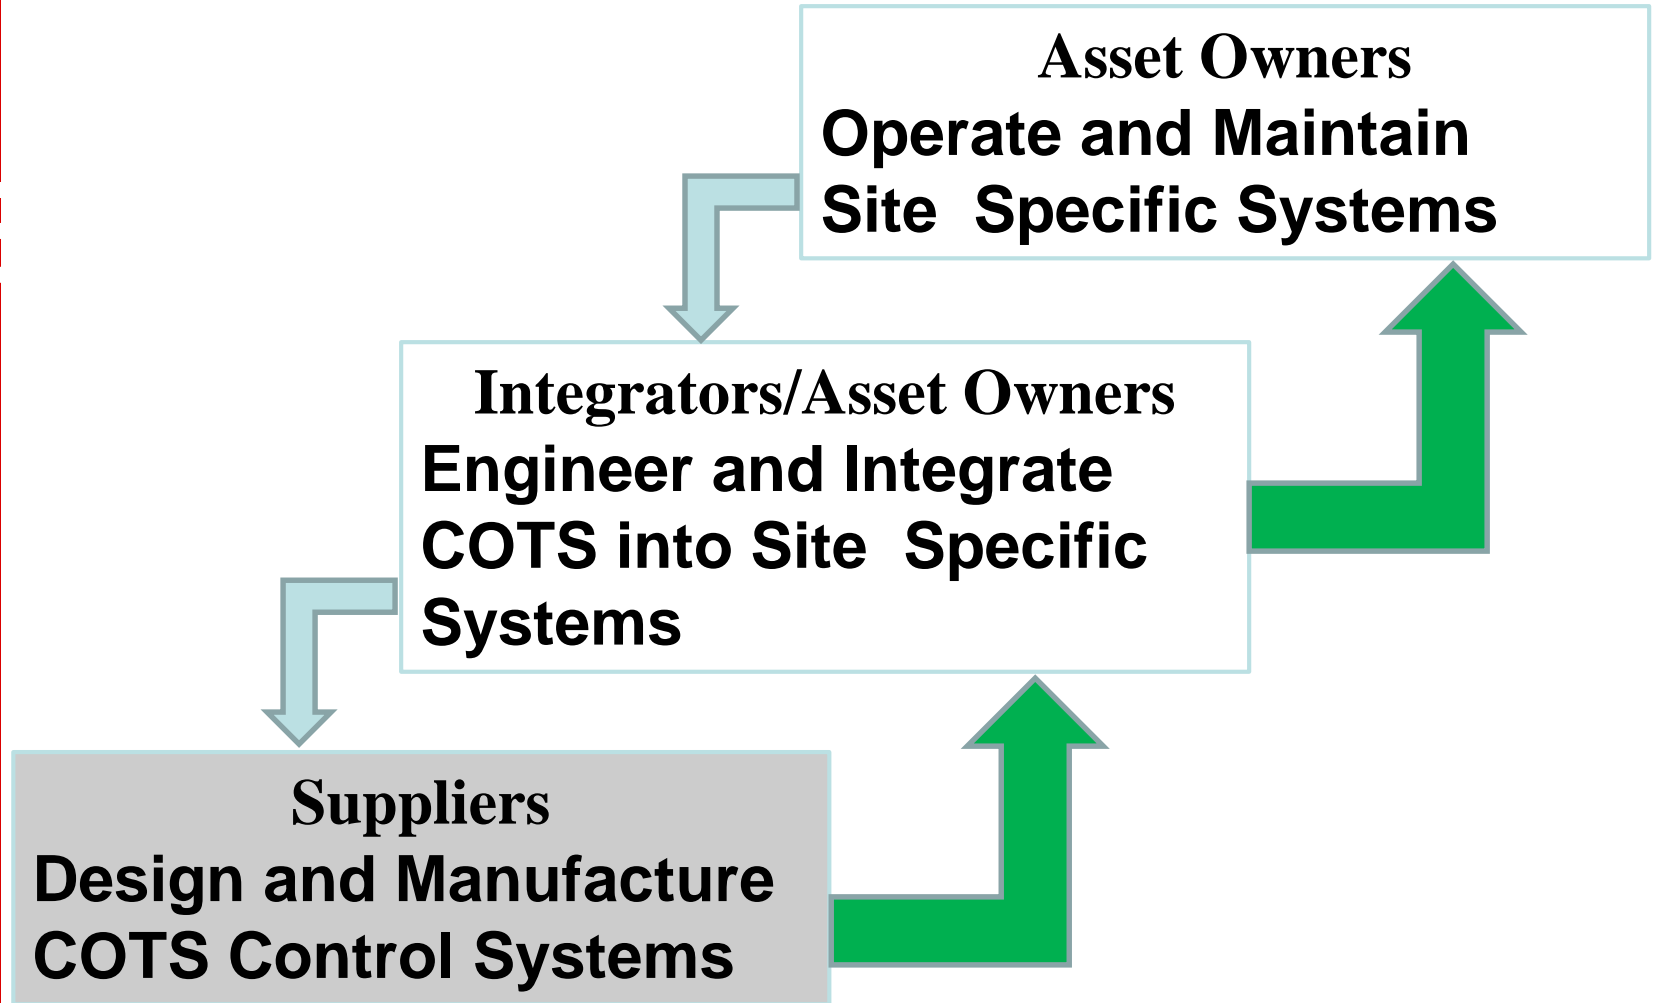 Asset Owners
Operate and Maintain
Site  Specific Systems
Integrators/Asset Owners
Engineer and Integrate
COTS into Site  Specific
Systems
Suppliers
Design and Manufacture
COTS Control Systems